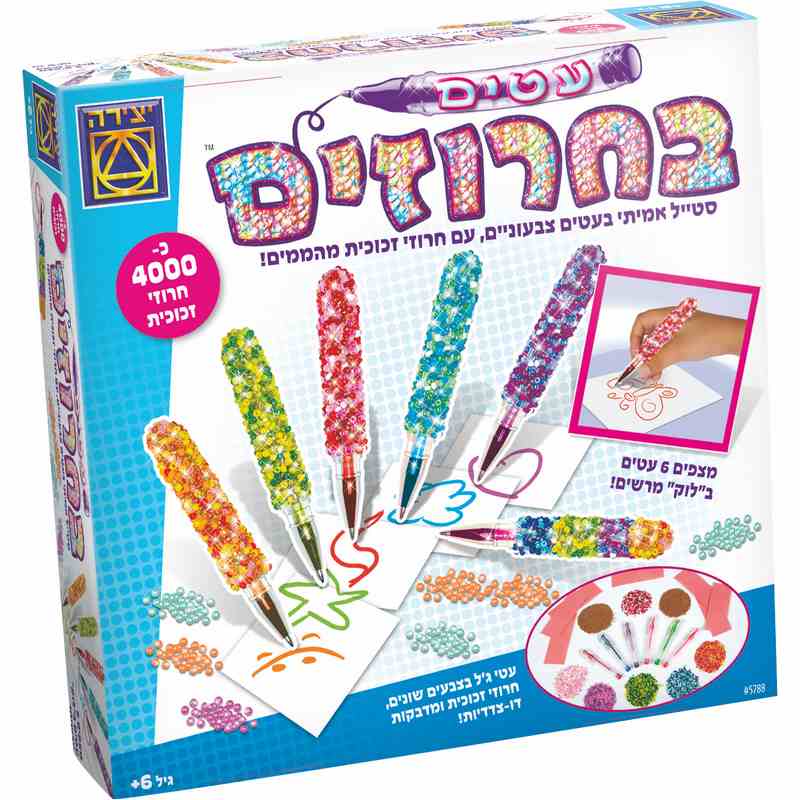 יצירה
עטים
בחרוזים
TM
סטייל אמיתי בעטים צבעוניים, עם חרוזי זכוכית מהממים!
כ-
4000
חרוזי
זכוכית
מצפים 6 עטים
ב"לוק" מרשים!
עטי ג'ל בצבעים שונים,
חרוזי זכוכית ומדבקות
דו-צדדיות!
#5788
גיל 6+